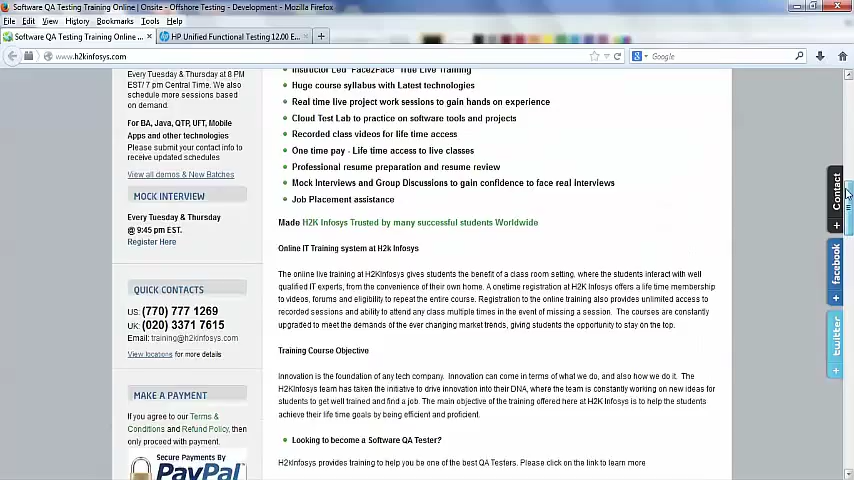 Software QA Testing Training Online | Onsite - Offshore Testing - Development - Mozilla Firefox
File Edit View History Bookmarks Tools Help
Software QA Testing Training Online ...
HP Unified Functional Testing 12.00 E...
www.h2kinfosys.com
Google
Every Tuesday & Thursday at 8 PM
EST/ 7 pm Central Time. We also
schedule more sessions based
on demand.
For BA, Java, QTP, UFT, Mobile
Apps and other technologies
Please submit your contact info to
receive updated schedules
View all demos & New Batches
MOCK INTERVIEW
Every Tuesday & Thursday
@ 9:45 pm EST.
Register Here
QUICK CONTACTS
US: (770) 777 1269
UK: (020) 3371 7615
Email: training@h2kinfosys.com
View locations for more details
MAKE A PAYMENT
If you agree to our Terms &
Conditions and Refund Policy, then
only proceed with payment.
Secure Payments By
PayPal
Instructor Led "Face2Face" True Live Training
Huge course syllabus with Latest technologies
Real time live project work sessions to gain hands on experience
Cloud Test Lab to practice on software tools and projects
Recorded class videos for life time access
One time pay - Life time access to live classes
Professional resume preparation and resume review
Mock Interviews and Group Discussions to gain confidence to face real Interviews
Job Placement assistance
Made H2K Infosys Trusted by many successful students Worldwide
Online IT Training system at H2k Infosys
The online live training at H2KInfosys gives students the benefit of a class room setting, where the students interact with well
qualified IT experts, from the convenience of their own home. A onetime registration at H2K Infosys offers a life time membership
to videos, forums and eligibility to repeat the entire course. Registration to the online training also provides unlimited access to
recorded sessions and ability to attend any class multiple times in the event of missing a session. The courses are constantly
upgraded to meet the demands of the ever changing market trends, giving students the opportunity to stay on the top.
Training Course Objective
Innovation is the foundation of any tech company. Innovation can come in terms of what we do, and also how we do it. The
H2KInfosys team has taken the initiative to drive innovation into their DNA, where the team is constantly working on new ideas for
students to get well trained and find a job. The main objective of the training offered here at H2K Infosys is to help the students
achieve their life time goals by being efficient and proficient.
Looking to become a Software QA Tester?
H2kinfosys provides training to help you be one of the best QA Testers. Please click on the link to learn more
Contact
facebook
twitter